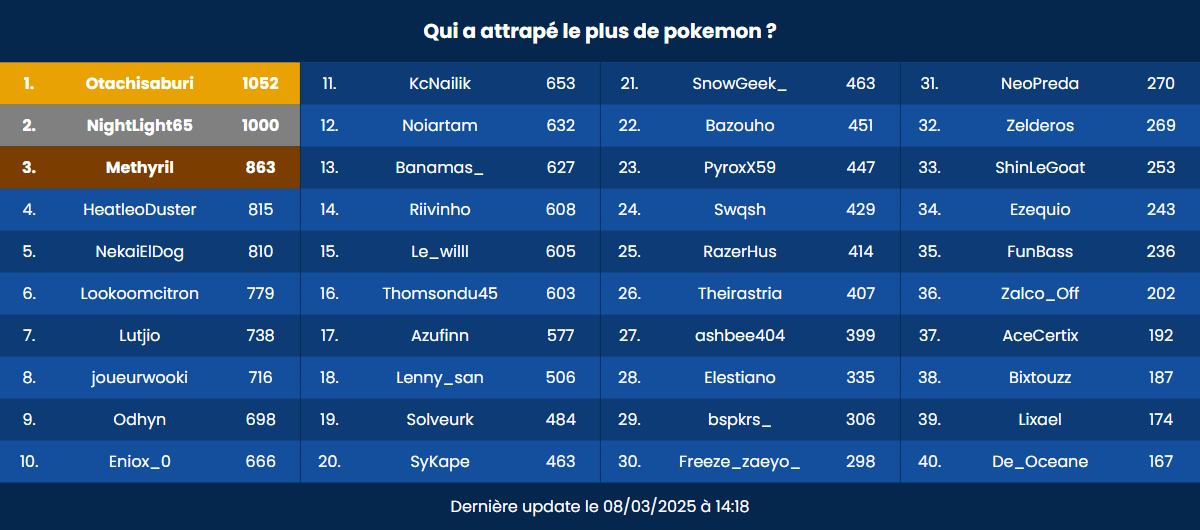 Qui a attrapé le plus de pokemon ?
1. Otachisaburi 1052
2. NightLight65 1000
3. Methyril 863
4. HeatleoDuster 815
5. NekaiElDog 810
6. Lookoomcitron 779
7. Lutjio 738
8. joueurwooki 716
9. Odhyn 698
10. Eniox_0 666
11. KcNailik 653
12. Noiartam 632
13. Banamas_ 627
14. Riivinho 608
15. Le_willl 605
16. Thomsondu45 603
17. Azufinn 577
18. Lenny_san 506
19. Solveurk 484
20. SyKape 463
21. SnowGeek_ 463
22. Bazouho 451
23. PyroxX59 447
24. Swqsh 429
25. RazerHus 414
26. Theirastria 407
27. ashbee404 399
28. Elestiano 335
29. bspkrs_ 306
30. Freeze_zaeyo_ 298
31. NeoPreda 270
32. Zelderos 269
33. ShinLeGoat 253
34. Ezequio 243
35. FunBass 236
36. Zalco_Off 202
37. AceCertix 192
38. Bixtouzz 187
39. Lixael 174
40. De_Oceane 167
Dernière update le 08/03/2025 à 14:18